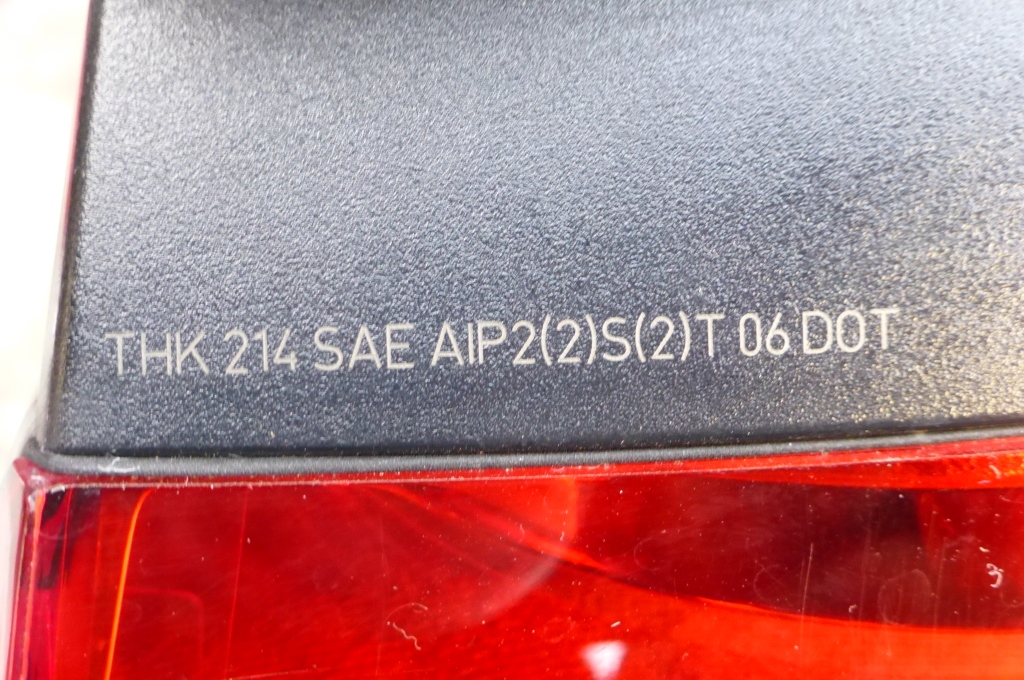 THK 214 SAE AIP2(2)S(2)T 06 DOT